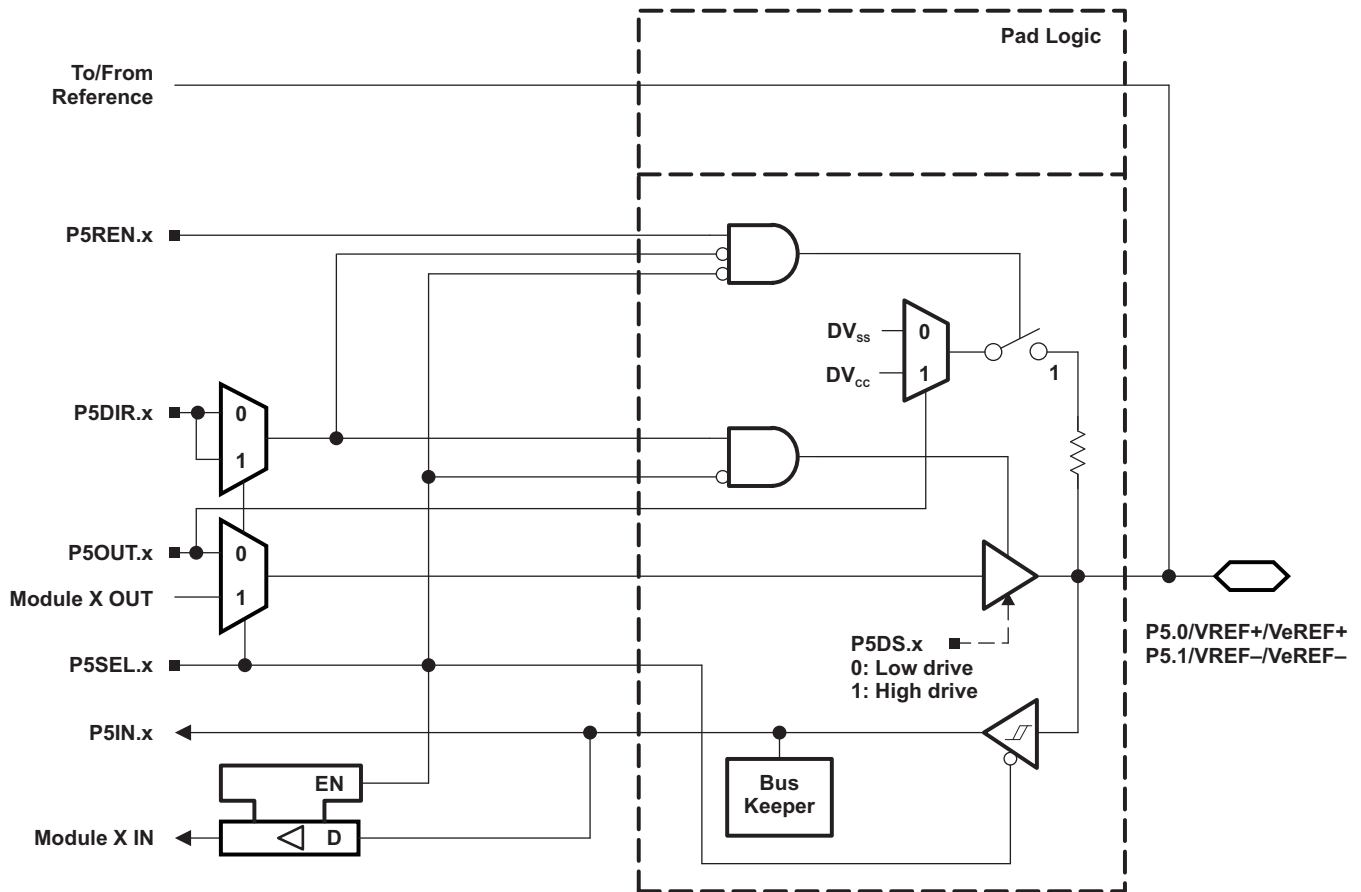 Pad Logic
To/From
Reference
P5REN.x
DVSS
0
DVCC
1
1
P5DIR.x
0
1
P5OUT.x
0
Module X OUT
1
P5DS.x
0: Low drive
1: High drive
P5.0/VREF+/VeREF+
P5.1/VREF–/VeREF–
P5SEL.x
P5IN.x
Bus
Keeper
EN
D
Module X IN